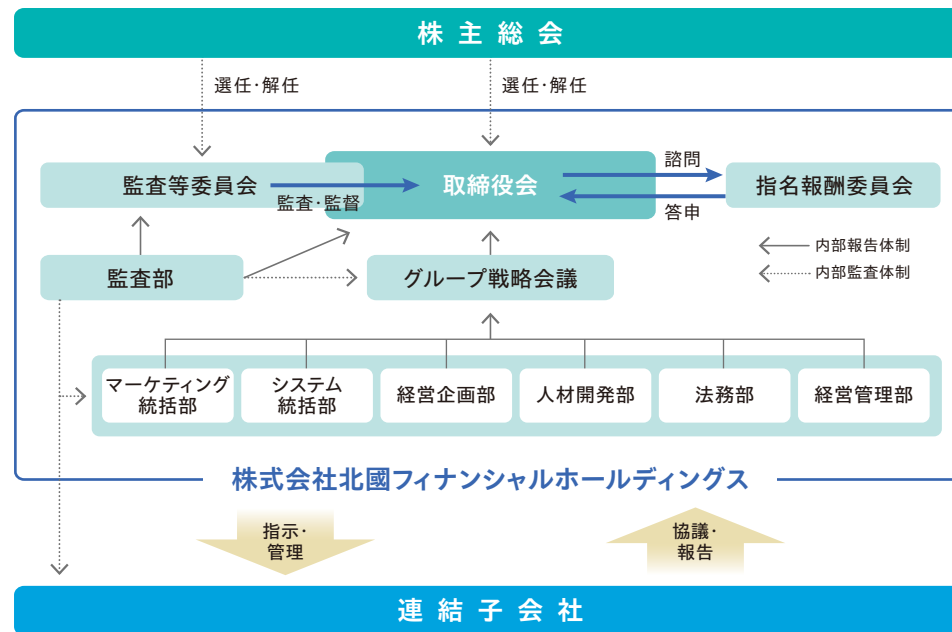 株主総会
選任・解任
選任・解任
監査等委員会
取締役会
諮問
指名報酬委員会
監査・監督
答申
内部報告体制
内部監査体制
監査部
グループ戦略会議
マーケティング
統括部
システム
統括部
経営企画部
人材開発部
法務部
経営管理部
株式会社北國フィナンシャルホールディングス
指示・
管理
協議・
報告
連結子会社